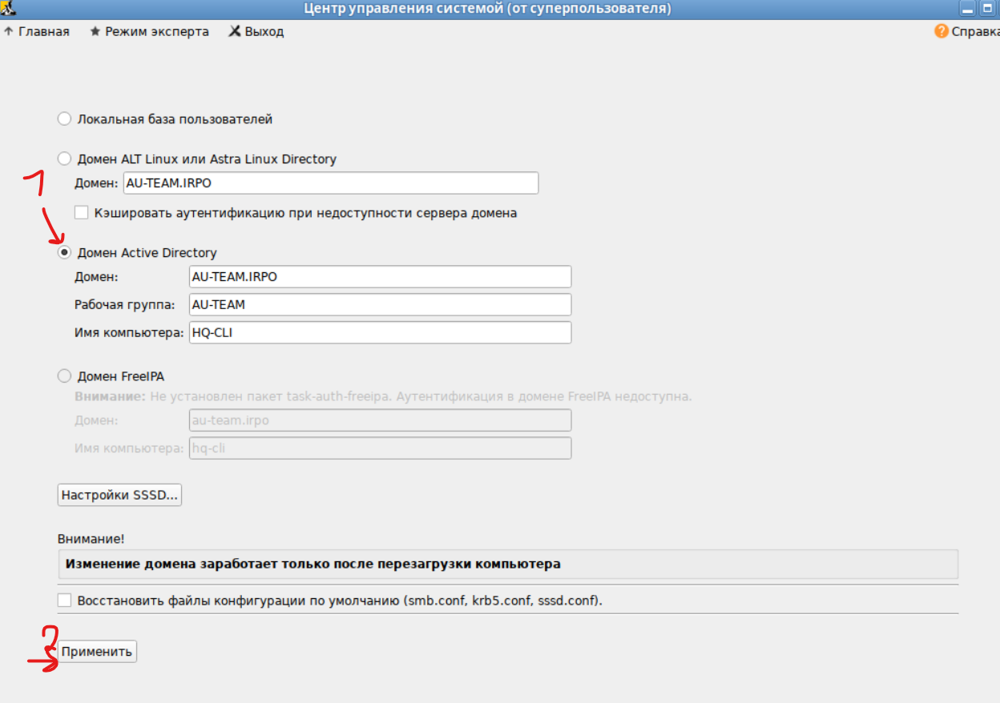 Центр управления системой (от суперпользователя)
Главная Режим эксперта Выход Справка
Локальная база пользователей
Домен ALT Linux или Astra Linux Directory
1
Домен: AU-TEAM.IRPO
Кэшировать аутентификацию при недоступности сервера домена
Домен Active Directory
Домен: AU-TEAM.IRPO
Рабочая группа: AU-TEAM
Имя компьютера: HQ-CLI
Домен FreeIPA
Внимание: Не установлен пакет task-auth-freeipa. Аутентификация в домене FreeIPA недоступна.
Домен: au-team.irpo
Имя компьютера: hq-cli
Настройки SSSD...
Внимание!
Изменение домена заработает только после перезагрузки компьютера
Восстановить файлы конфигурации по умолчанию (smb.conf, krb5.conf, sssd.conf).
Применить